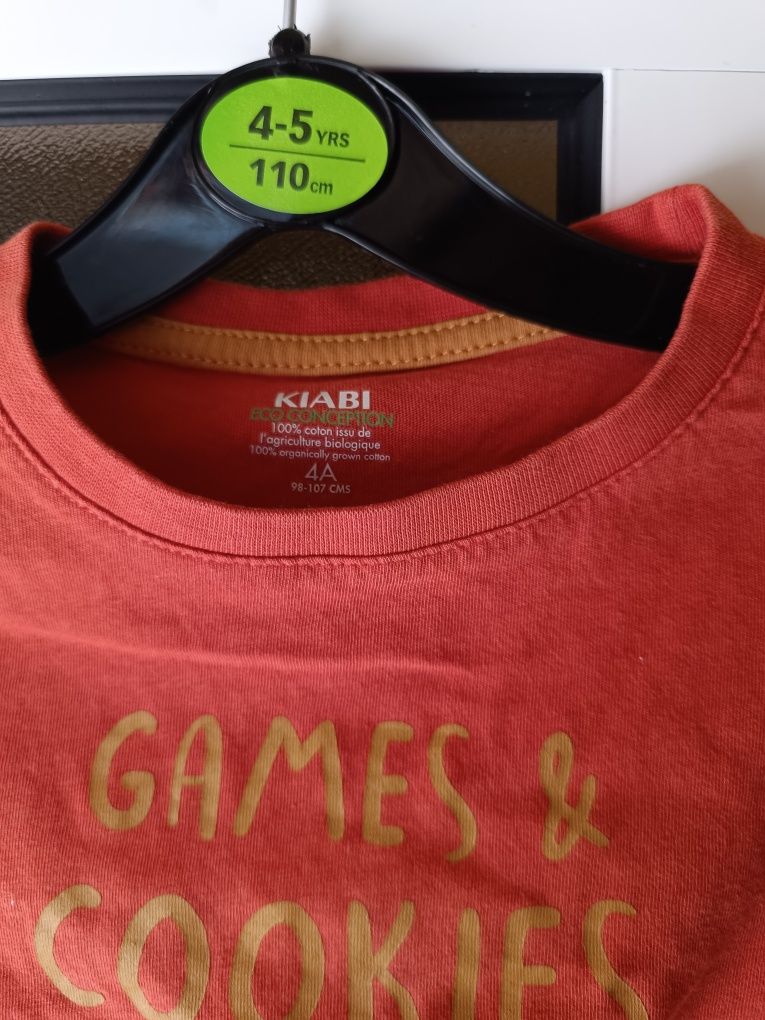 4-5 YRS
110 cm
KIABI
ECO CONCEPTION
100% coton issu de
l'agriculture biologique
100% organically grown cotton
4A
98-107 CMS
GAMES &
COOKIES